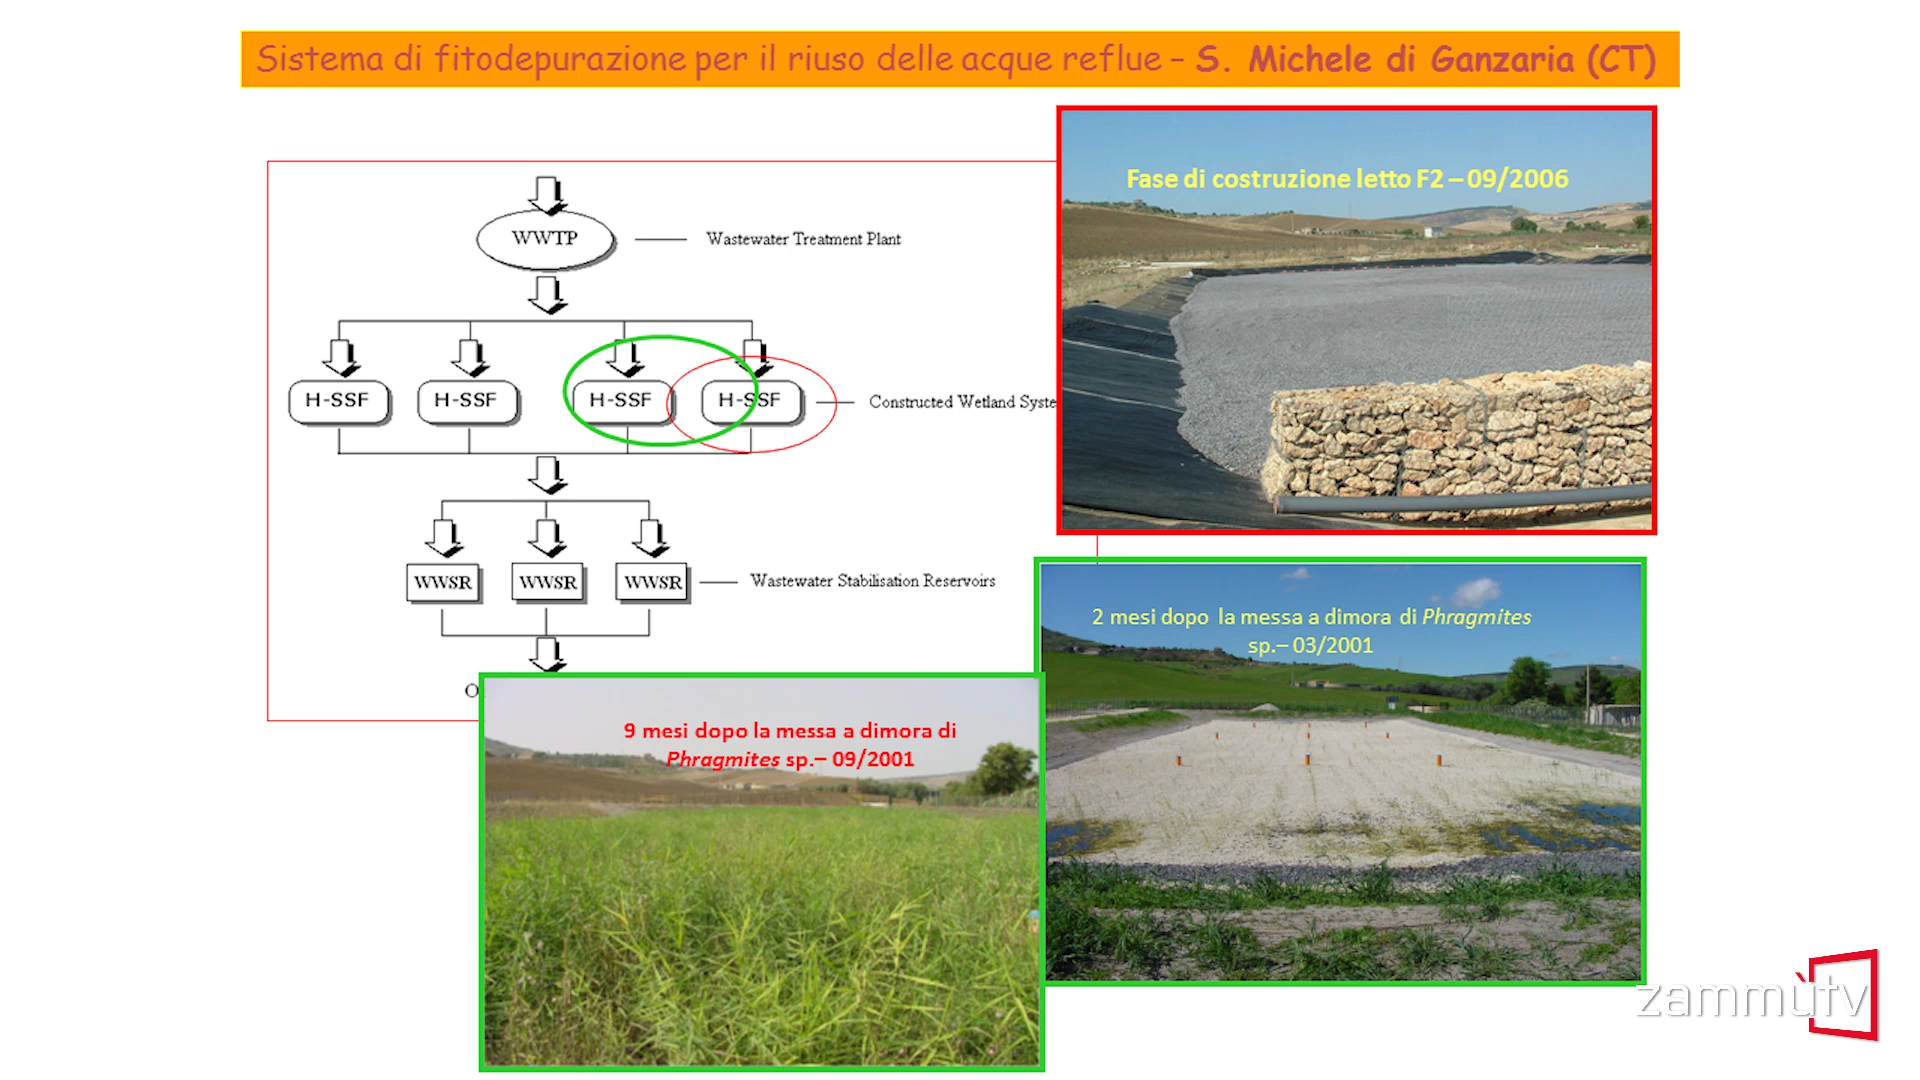 Sistema di fitodepurazione per il riuso delle acque reflue – S. Michele di Ganzaria (CT)
Fase di costruzione letto F2 – 09/2006
WWTP
Wastewater Treatment Plant
H-SSF
H-SSF
H-SSF
H-SSF
Constructed Wetland Syste
WWSR
WWSR
WWSR
Wastewater Stabilisation Reservoirs
2 mesi dopo la messa a dimora di Phragmites
sp.– 03/2001
O
9 mesi dopo la messa a dimora di
Phragmites sp.– 09/2001
zammùtv